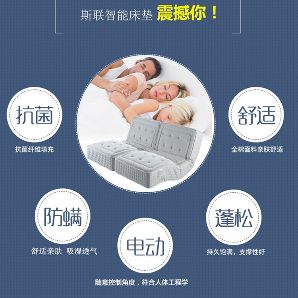 斯联智能床垫 震撼你！
抗菌
抗菌纤维填充
舒适
全棉面料亲肤舒适
防螨
舒适亲肤 吸湿透气
蓬松
持久饱满，支撑性好
电动
随意控制角度，符合人体工程学